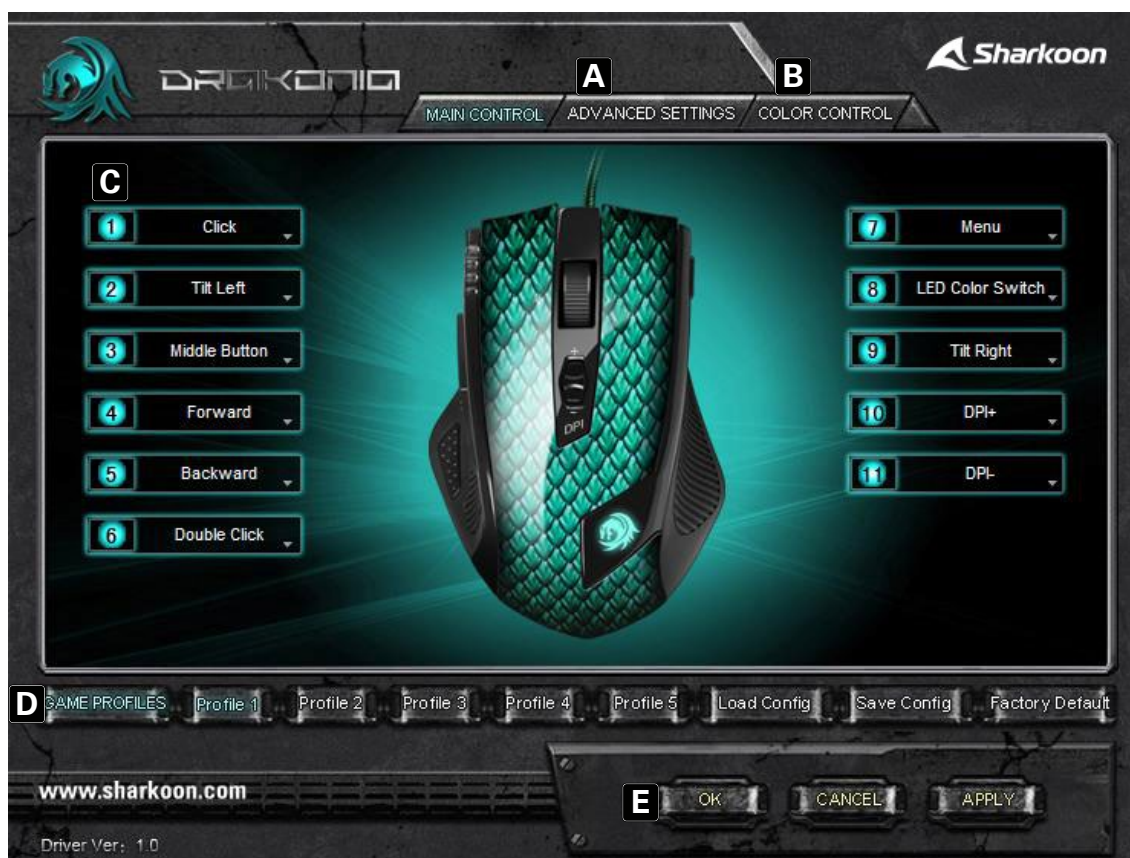 DRAKONIA
Sharkoon
A
B
MAIN CONTROL ADVANCED SETTINGS COLOR CONTROL
C
1 Click
2 Tilt Left
3 Middle Button
4 Forward
5 Backward
6 Double Click
+
-
DPI
7 Menu
8 LED Color Switch
9 Tilt Right
10 DPI+
11 DPI-
D GAME PROFILES Profile 1 Profile 2 Profile 3 Profile 4 Profile 5 Load Config Save Config Factory Default
www.sharkoon.com
E OK CANCEL APPLY
Driver Ver: 1.0